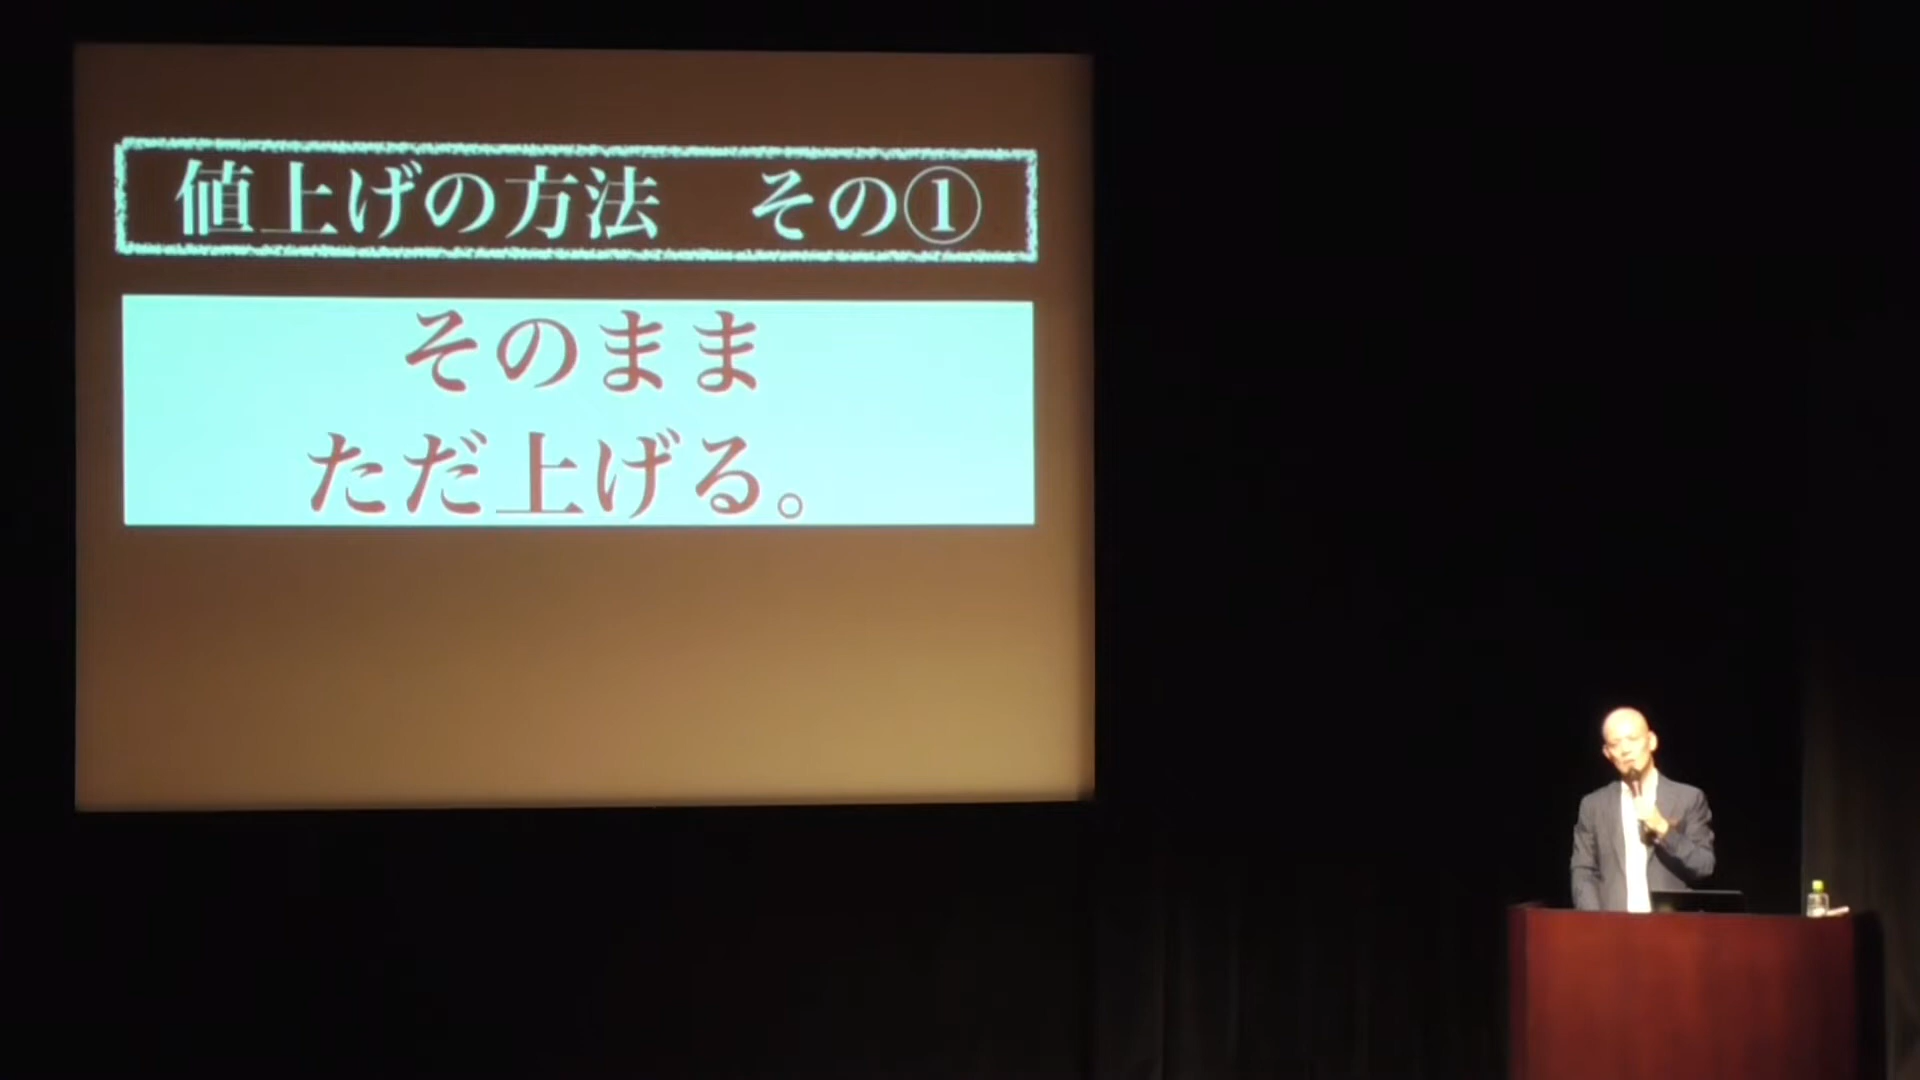 値上げの方法　その①
そのまま
ただ上げる。